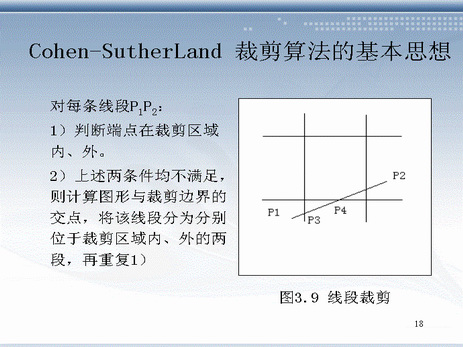 Cohen-SutherLand 裁剪算法的基本思想
对每条线段P1P2:
1）判断端点在裁剪区域
内、外。
2）上述两条件均不满足，
则计算图形与裁剪边界的
交点，将该线段分为分别
位于裁剪区域内、外的两
段，再重复1）
P2
P1
P4
P3
图3.9 线段裁剪
18